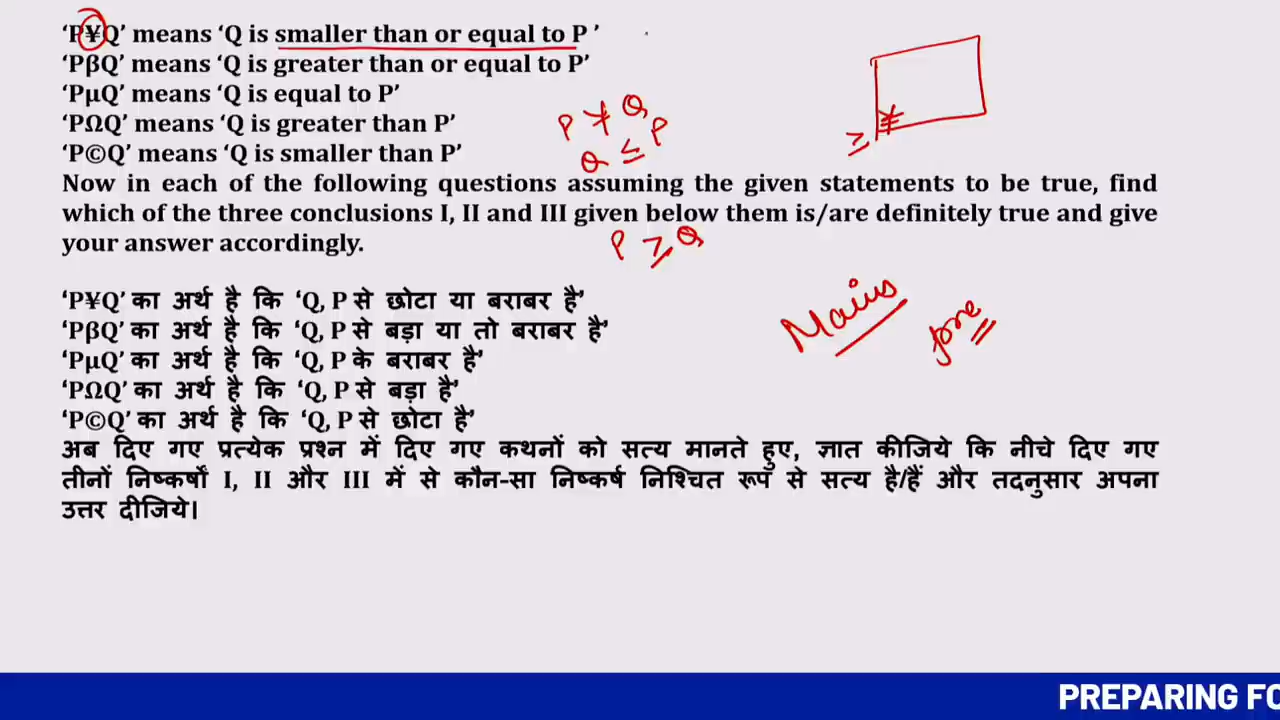 ‘P¥Q’ means ‘Q is smaller than or equal to P ’
‘PβQ’ means ‘Q is greater than or equal to P’
‘PμQ’ means ‘Q is equal to P’
‘PΩQ’ means ‘Q is greater than P’
‘P©Q’ means ‘Q is smaller than P’
P ¥ Q
Q ≤ P
≥ ¥
Now in each of the following questions assuming the given statements to be true, find
which of the three conclusions I, II and III given below them is/are definitely true and give
your answer accordingly.
P ≥ Q
‘P¥Q’ का अर्थ है कि ‘Q, P से छोटा या बराबर है’
‘PβQ’ का अर्थ है कि ‘Q, P से बड़ा या तो बराबर है’
‘PμQ’ का अर्थ है कि ‘Q, P के बराबर है’
‘PΩQ’ का अर्थ है कि ‘Q, P से बड़ा है’
‘P©Q’ का अर्थ है कि ‘Q, P से छोटा है’
Mains
pre
अब दिए गए प्रत्येक प्रश्न में दिए गए कथनों को सत्य मानते हुए, ज्ञात कीजिये कि नीचे दिए गए
तीनों निष्कर्षों I, II और III में से कौन-सा निष्कर्ष निश्चित रूप से सत्य है/हैं और तदनुसार अपना
उत्तर दीजिये।
PREPARING FO